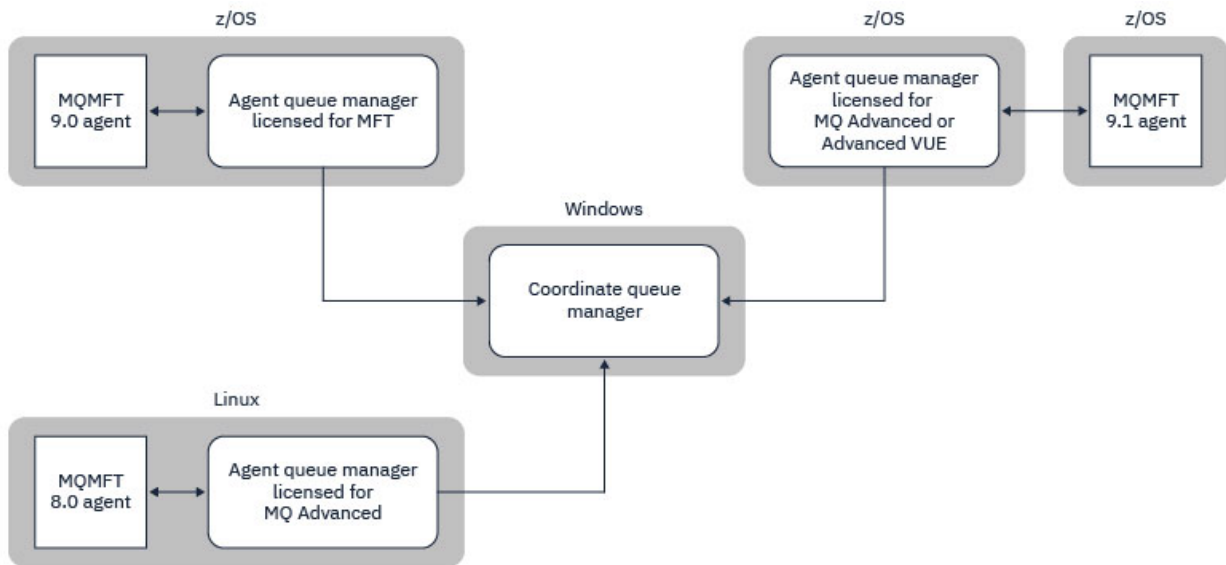 z/OS
MQMFT
9.0 agent
Agent queue manager
licensed for MFT
z/OS
Agent queue manager
licensed for
MQ Advanced or
Advanced VUE
z/OS
MQMFT
9.1 agent
Windows
Coordinate queue
manager
Linux
MQMFT
8.0 agent
Agent queue manager
licensed for
MQ Advanced